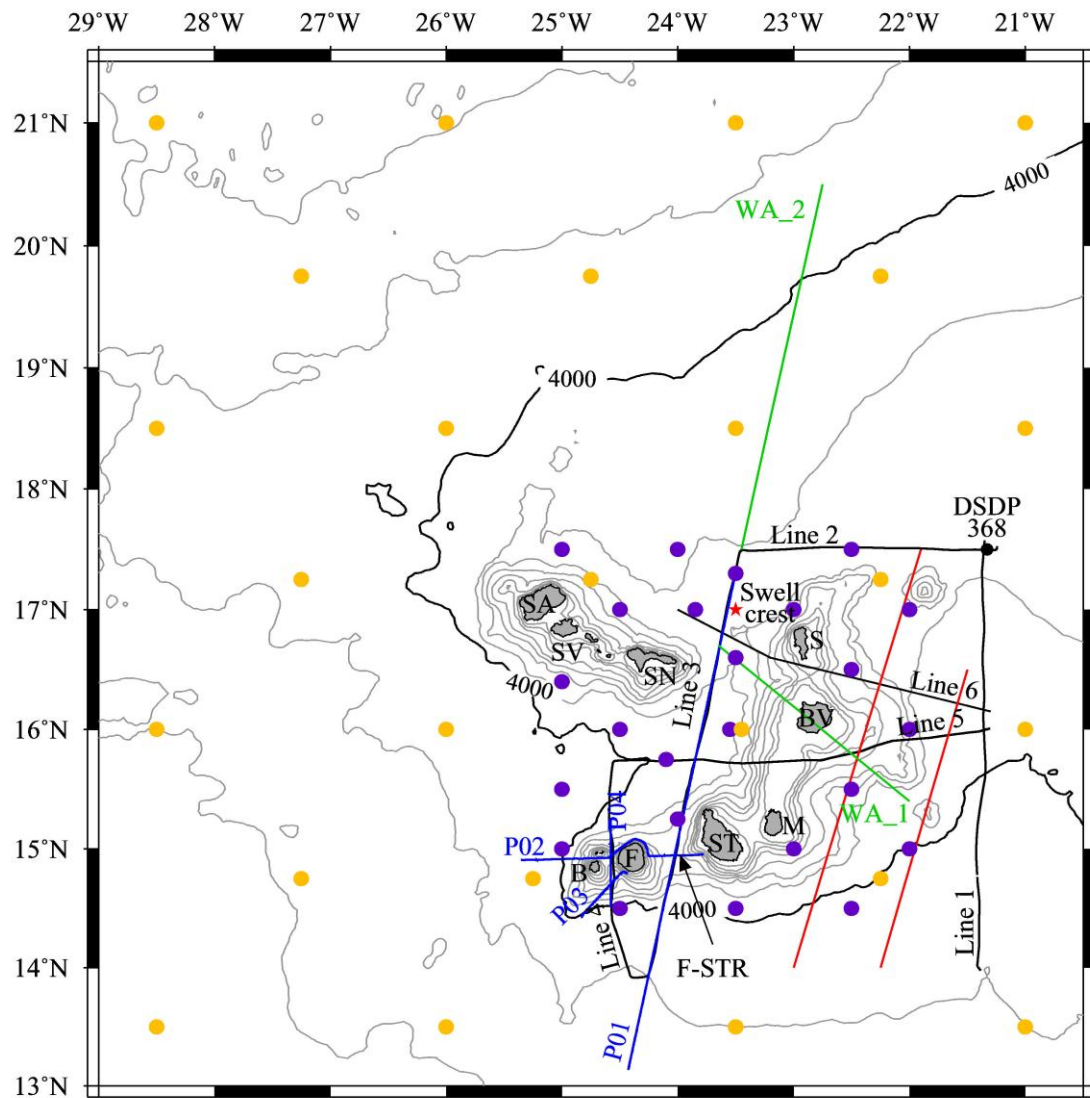 29°W 28°W 27°W 26°W 25°W 24°W 23°W 22°W 21°W
21°N
4000
WA_2
20°N
19°N
4000
18°N
DSDP
368
Line 2
17°N
SA
Swell
crest
SV
S
SN
4000
Line 3
Line 6
BV
Line 5
16°N
P04
WA_1
ST
M
15°N
P02
F
B
P03
4000
Line 4
Line 1
F-STR
14°N
P01
13°N